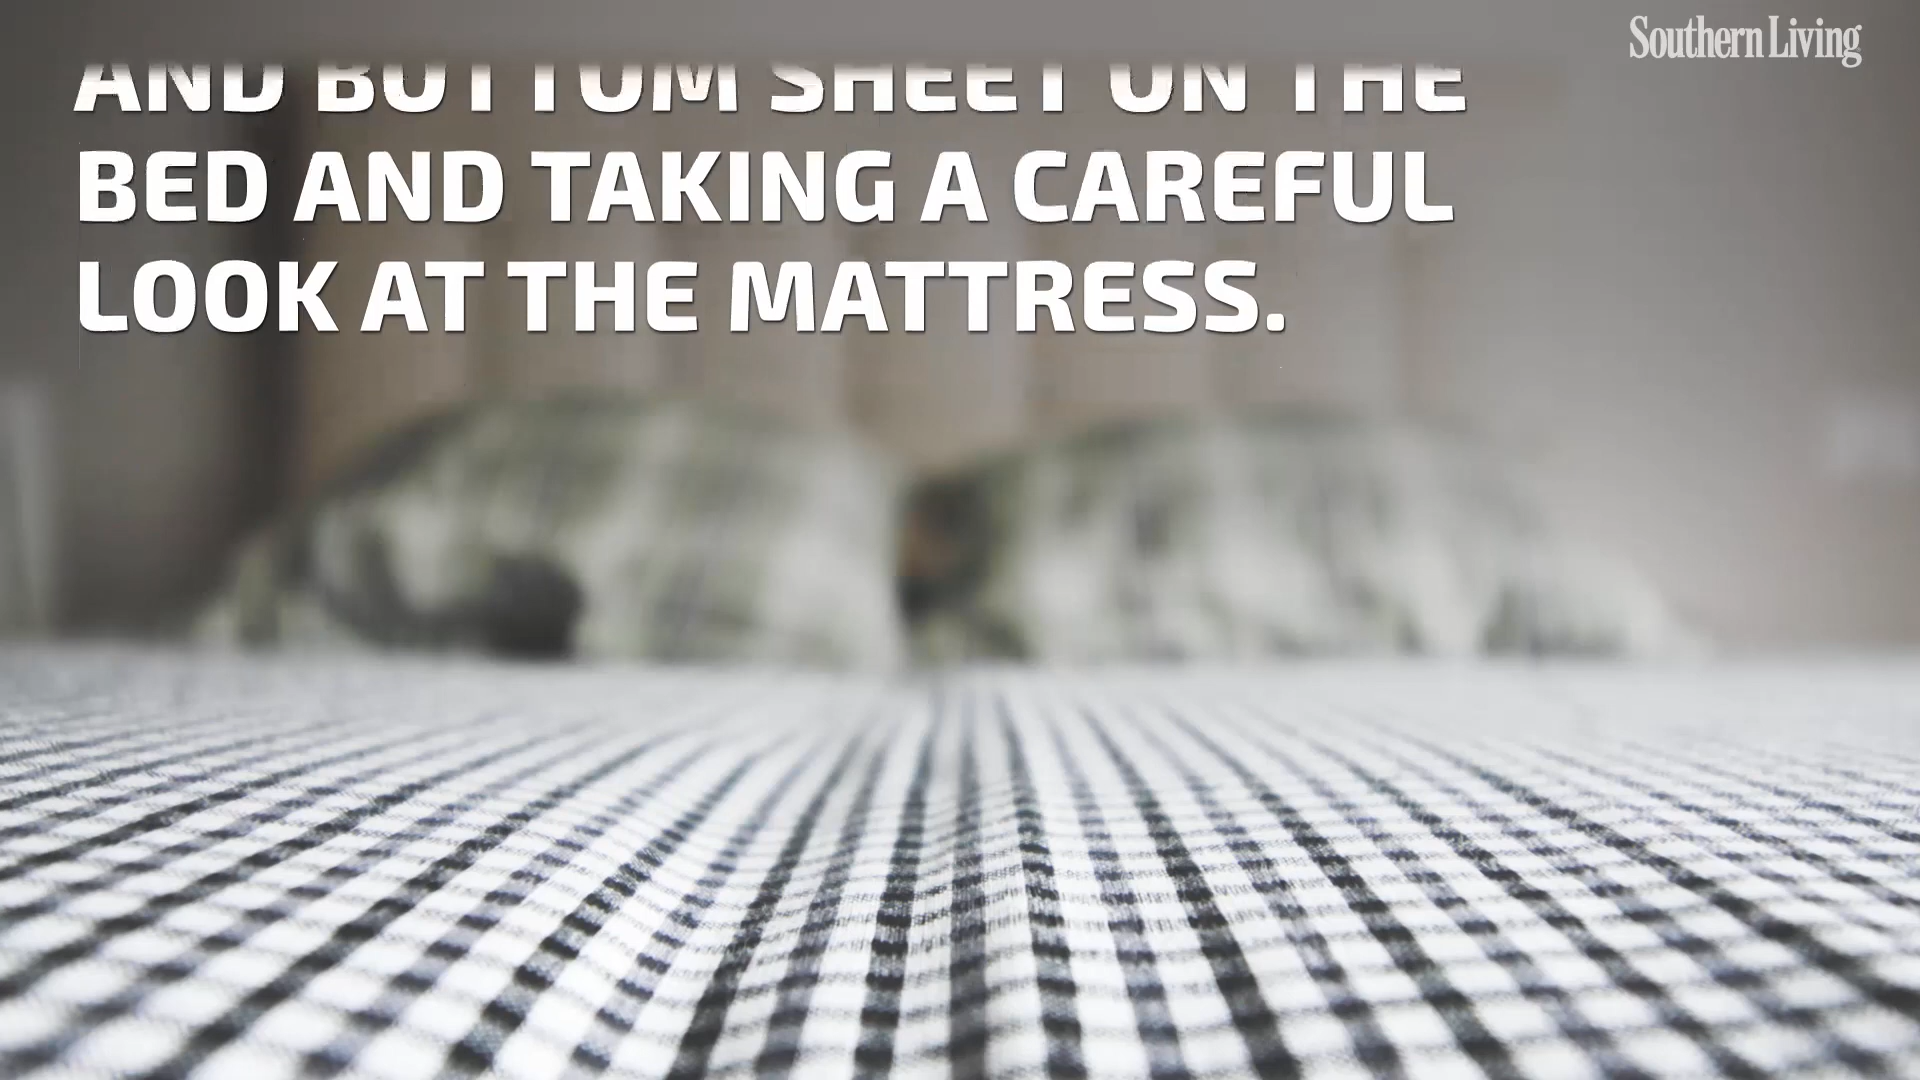 Southern Living
AND BOTTOM SHEET ON THE
BED AND TAKING A CAREFUL
LOOK AT THE MATTRESS.